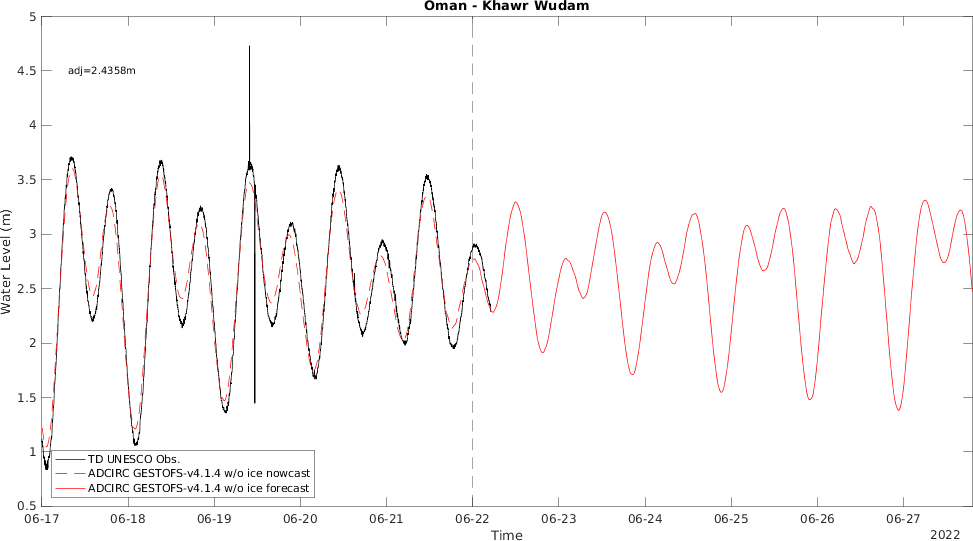 Oman - Khawr Wudam
5
4.5
4
3.5
3
2.5
2
1.5
1
0.5
Water Level (m)
adj=2.4358m
TD UNESCO Obs.
ADCIRC GESTOFS-v4.1.4 w/o ice nowcast
ADCIRC GESTOFS-v4.1.4 w/o ice forecast
06-17 06-18 06-19 06-20 06-21 06-22 06-23 06-24 06-25 06-26 06-27
Time
2022